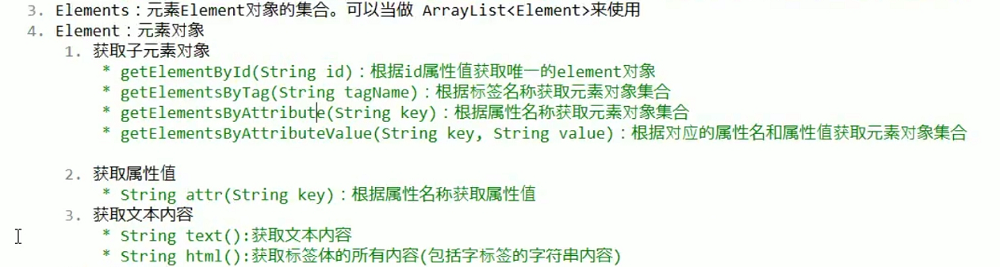 3. Elements：元素Element对象的集合。可以当做 ArrayList<Element>来使用
4. Element：元素对象
1. 获取子元素对象
* getElementById(String id)：根据id属性值获取唯一的element对象
* getElementsByTag(String tagName)：根据标签名称获取元素对象集合
* getElementsByAttribute(String key)：根据属性名称获取元素对象集合
* getElementsByAttributeValue(String key, String value)：根据对应的属性名和属性值获取元素对象集合
2. 获取属性值
* String attr(String key)：根据属性名称获取属性值
3. 获取文本内容
* String text():获取文本内容
* String html():获取标签体的所有内容(包括字标签的字符串内容)